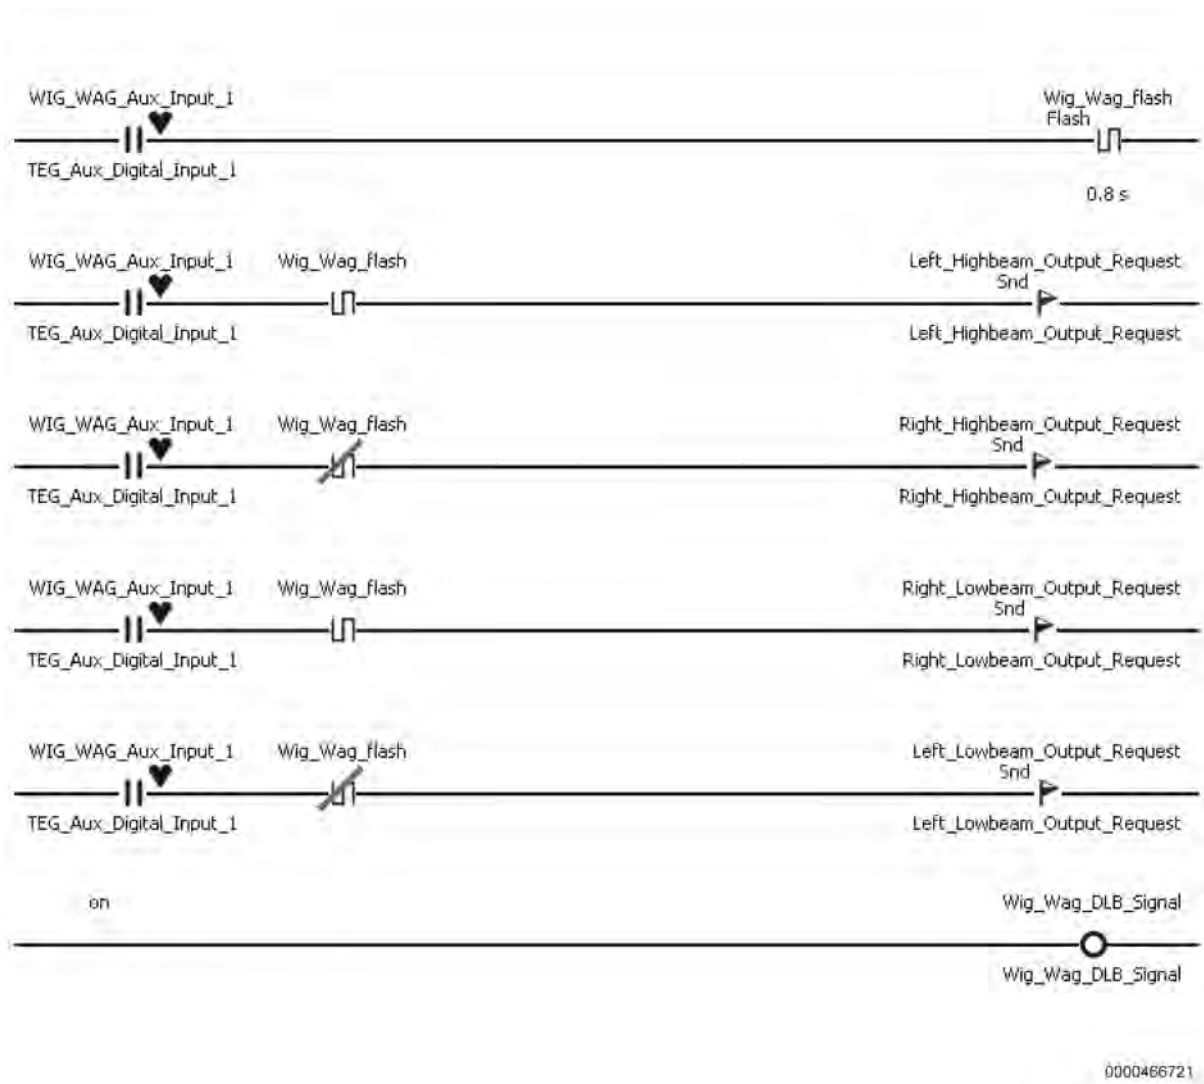 WIG_WAG_Aux_Input_1 Wig_Wag_flash
Flash
TEG_Aux_Digital_Input_1
0.8 s
WIG_WAG_Aux_Input_1 Wig_Wag_flash Left_Highbeam_Output_Request
Snd
TEG_Aux_Digital_Input_1 Left_Highbeam_Output_Request
WIG_WAG_Aux_Input_1 Wig_Wag_flash Right_Highbeam_Output_Request
Snd
TEG_Aux_Digital_Input_1 Right_Highbeam_Output_Request
WIG_WAG_Aux_Input_1 Wig_Wag_flash Right_Lowbeam_Output_Request
Snd
TEG_Aux_Digital_Input_1 Right_Lowbeam_Output_Request
WIG_WAG_Aux_Input_1 Wig_Wag_flash Left_Lowbeam_Output_Request
Snd
TEG_Aux_Digital_Input_1 Left_Lowbeam_Output_Request
on Wig_Wag_DLB_Signal
Wig_Wag_DLB_Signal
0000466721